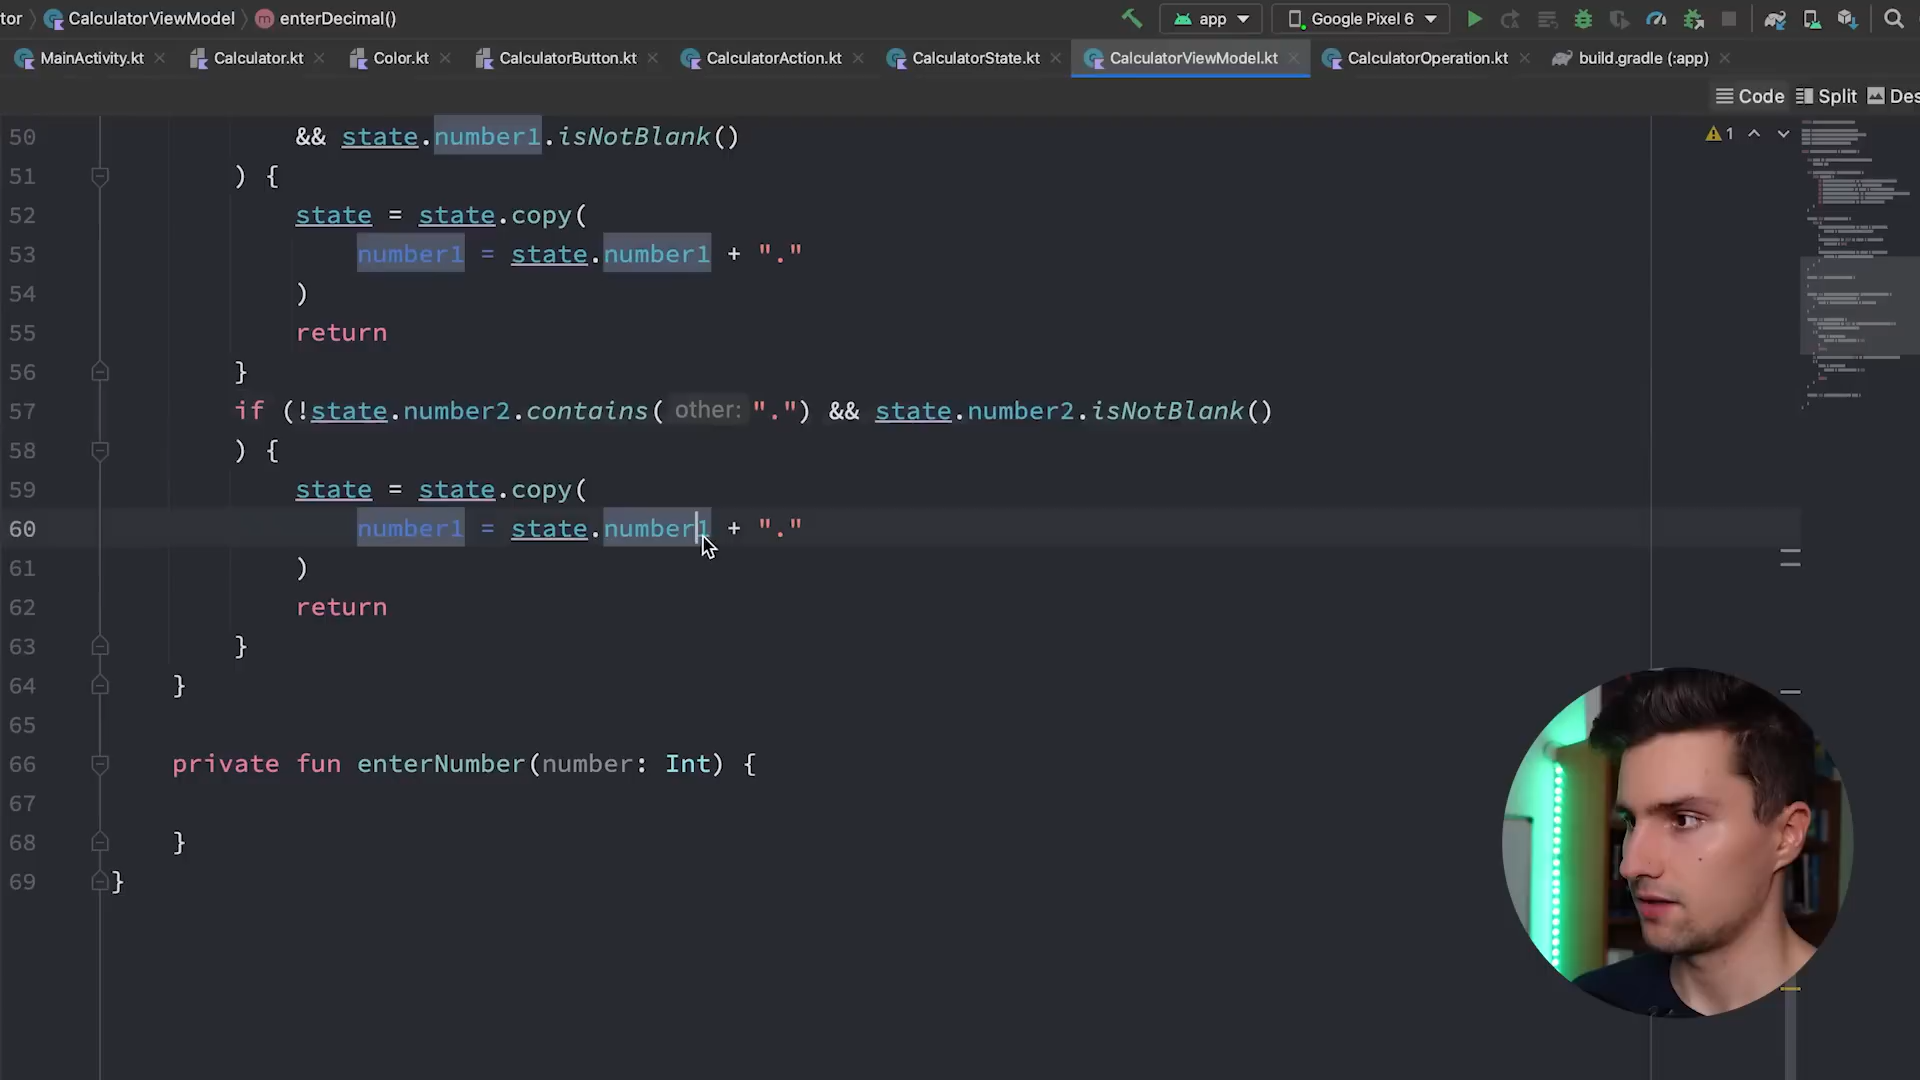 tor CalculatorViewModel enterDecimal() app Google Pixel 6
MainActivity.kt Calculator.kt Color.kt CalculatorButton.kt CalculatorAction.kt CalculatorState.kt CalculatorViewModel.kt CalculatorOperation.kt build.gradle (:app)
Code Split Des
50 && state.number1.isNotBlank() 1
51 ) {
52 state = state.copy(
53 number1 = state.number1 + "."
54 )
55 return
56 }
57 if (!state.number2.contains( other: ".") && state.number2.isNotBlank()
58 ) {
59 state = state.copy(
60 number1 = state.number1 + "."
61 )
62 return
63 }
64 }
65
66 private fun enterNumber(number: Int) {
67
68 }
69 }